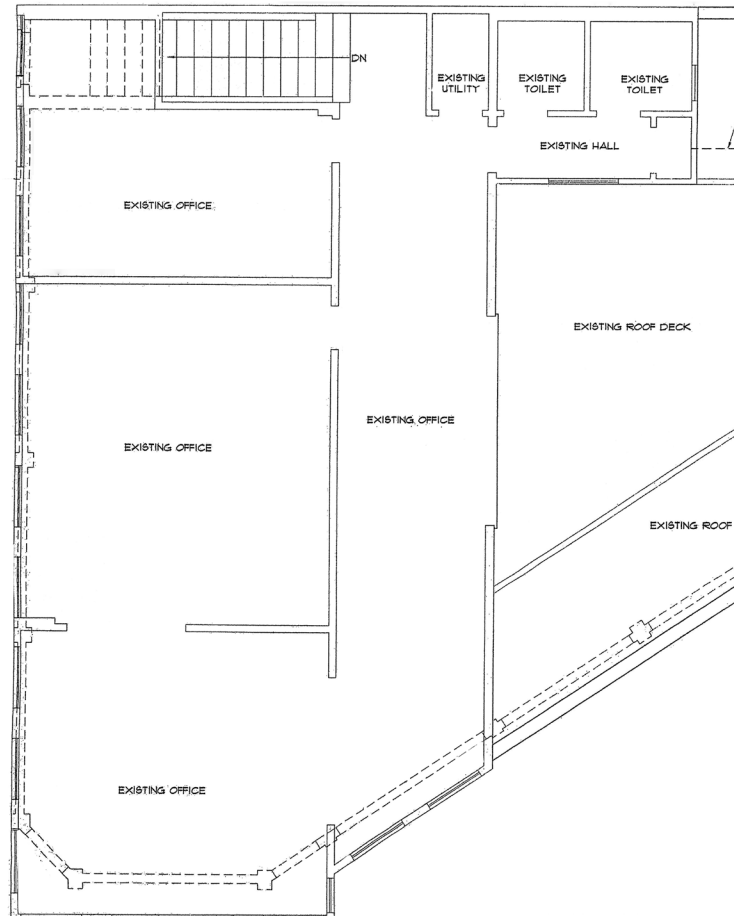 DN
EXISTING
UTILITY
EXISTING
TOILET
EXISTING
TOILET
EXISTING HALL
EXISTING OFFICE
EXISTING ROOF DECK
EXISTING OFFICE
EXISTING OFFICE
EXISTING ROOF
EXISTING OFFICE